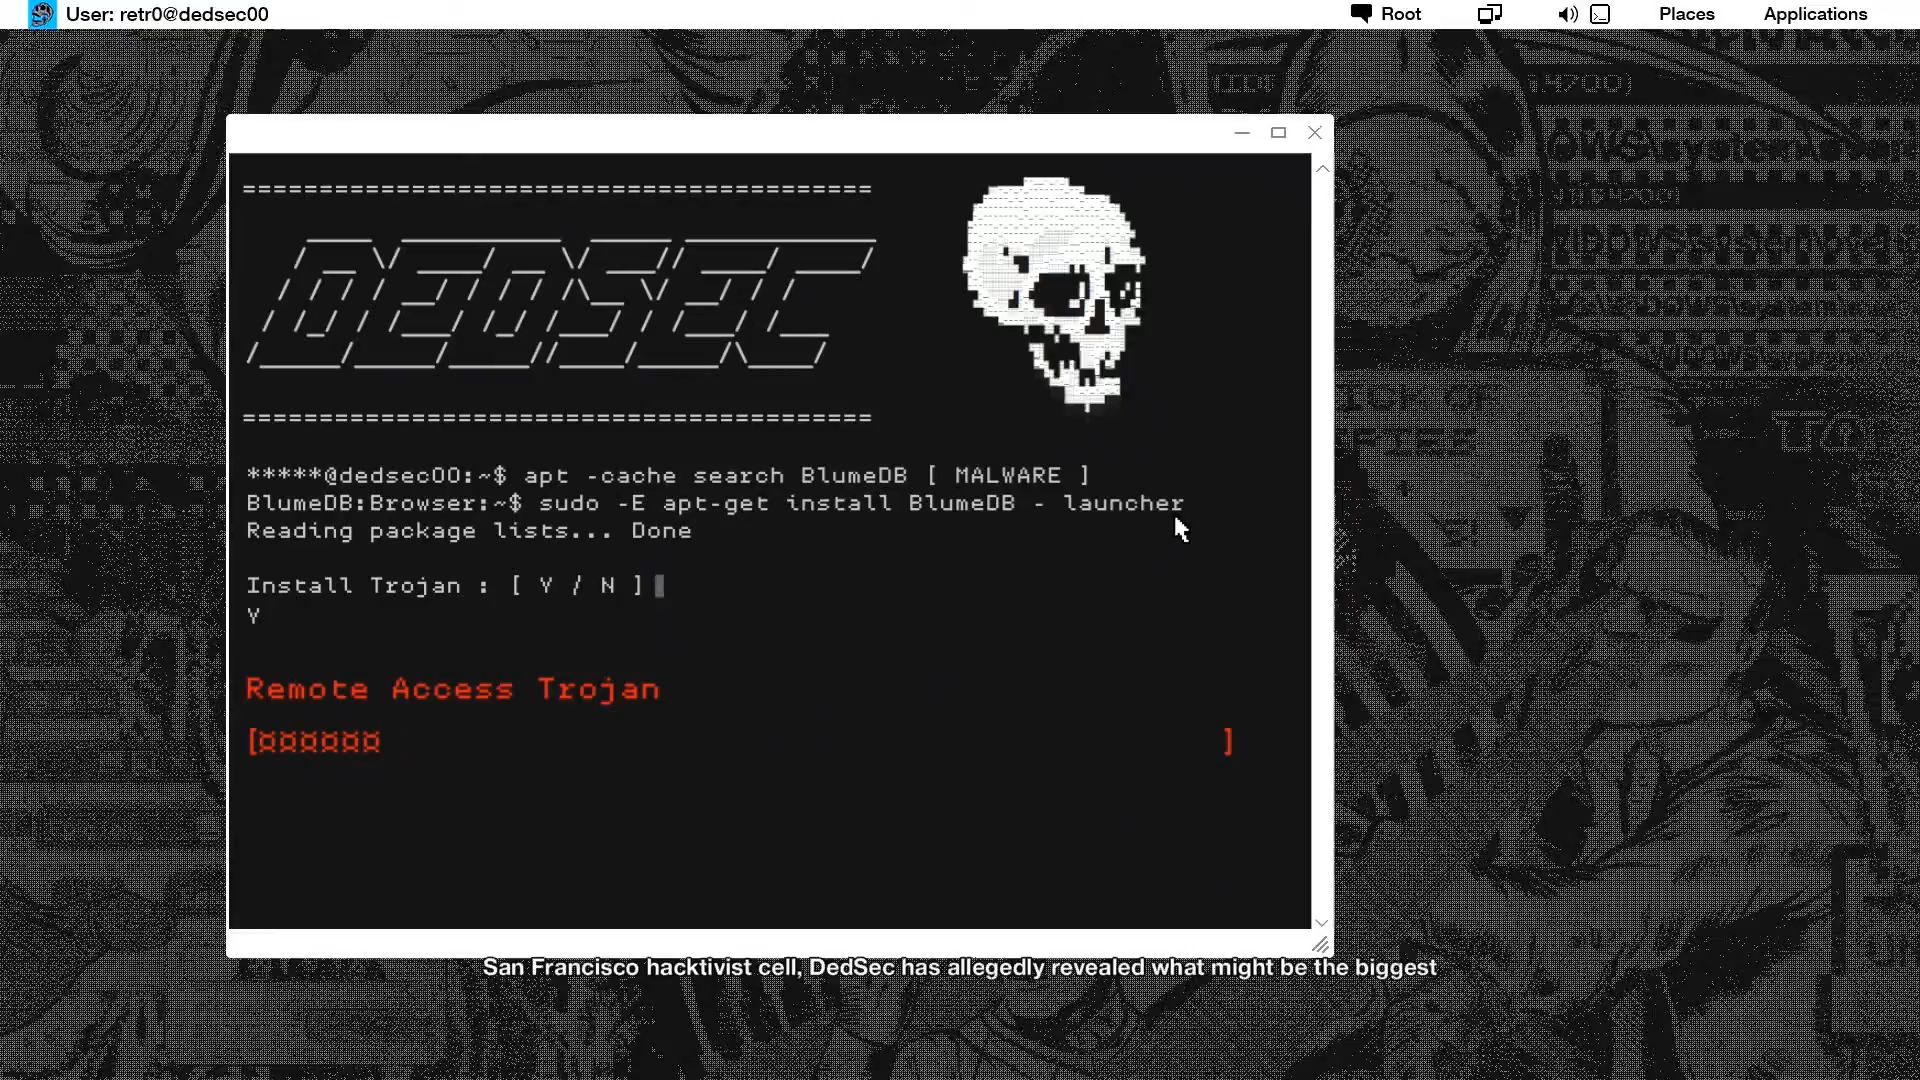 User: retr0@dedsec00
Root
Places
Applications
=========================================
DEDSEC
=========================================
*****@dedsec00:~$ apt -cache search BlumeDB [ MALWARE ]
BlumeDB:Browser:~$ sudo -E apt-get install BlumeDB - launcher
Reading package lists... Done
Install Trojan : [ Y / N ]
Y
Remote Access Trojan
[¤¤¤¤¤¤ ]
San Francisco hacktivist cell, DedSec has allegedly revealed what might be the biggest